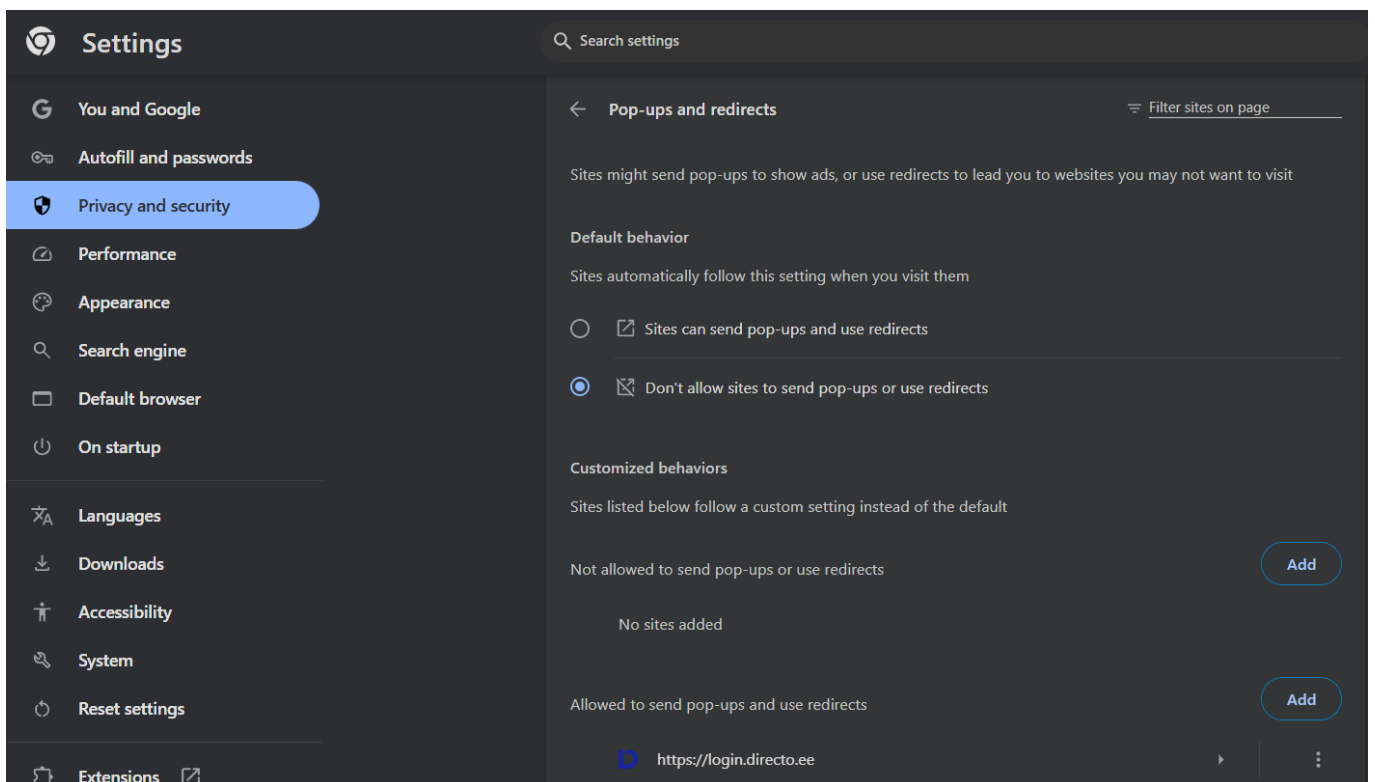 Settings
Search settings
You and Google
Autofill and passwords
Privacy and security
Performance
Appearance
Search engine
Default browser
On startup
Languages
Downloads
Accessibility
System
Reset settings
Extensions
Pop-ups and redirects
Filter sites on page
Sites might send pop-ups to show ads, or use redirects to lead you to websites you may not want to visit
Default behavior
Sites automatically follow this setting when you visit them
Sites can send pop-ups and use redirects
Don't allow sites to send pop-ups or use redirects
Customized behaviors
Sites listed below follow a custom setting instead of the default
Not allowed to send pop-ups or use redirects
Add
No sites added
Allowed to send pop-ups and use redirects
Add
https://login.directo.ee